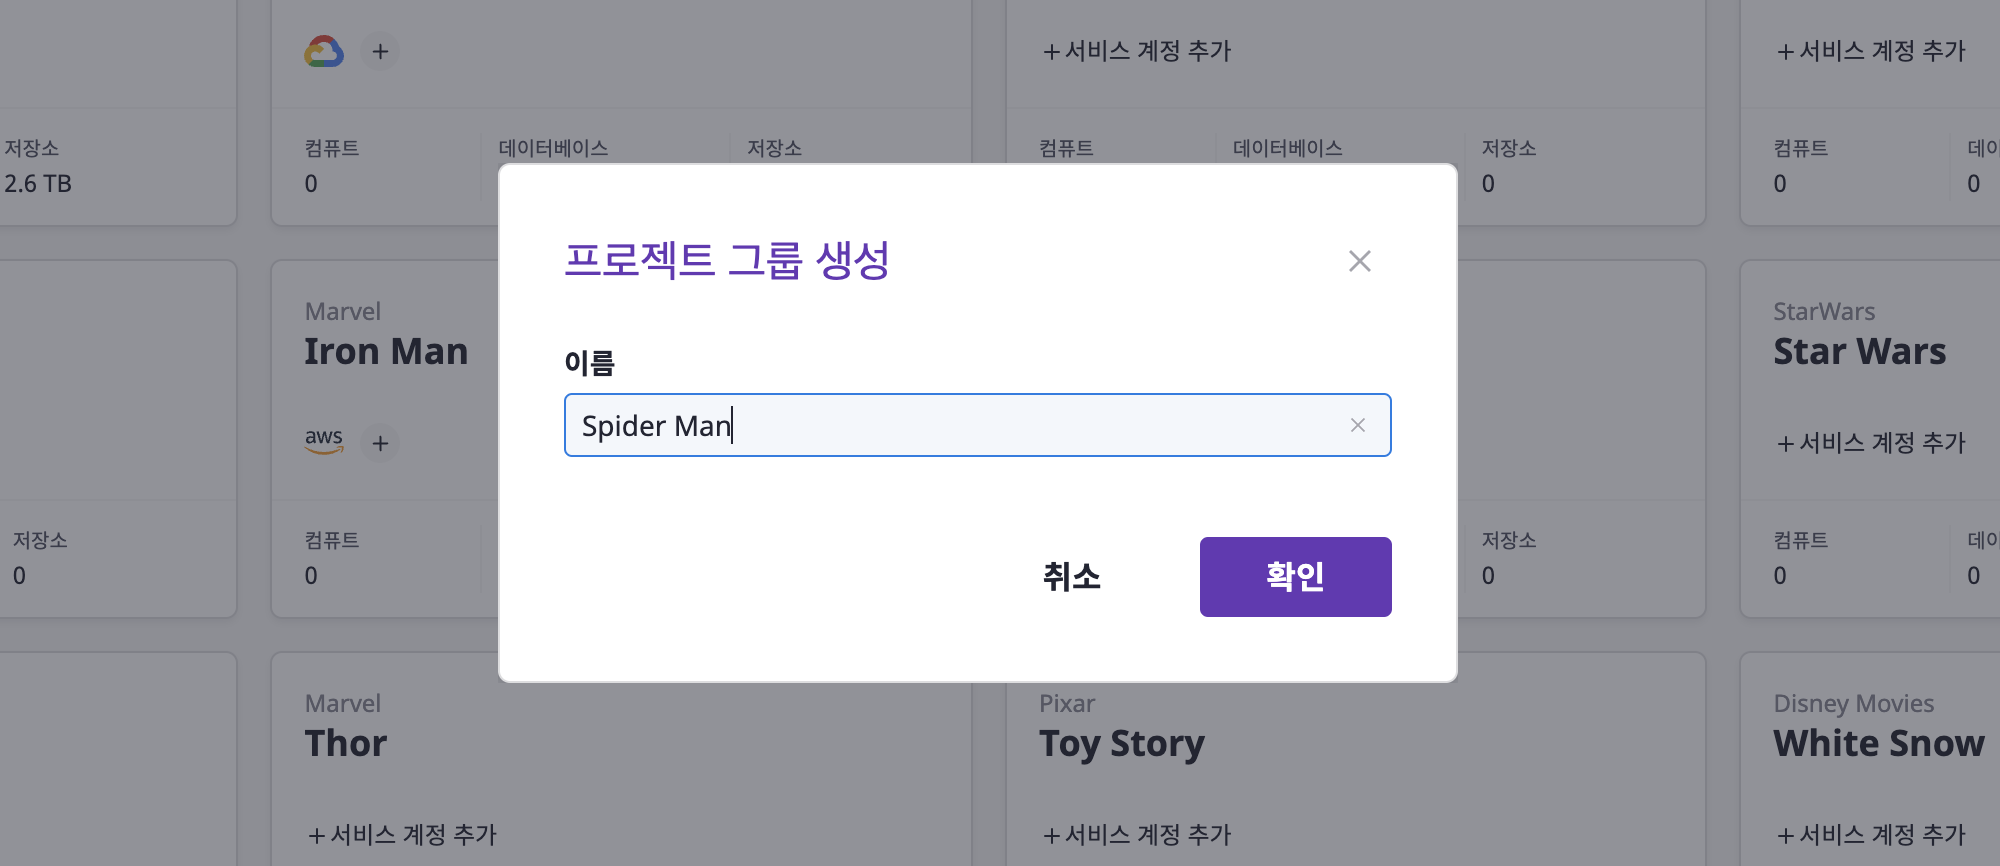 + 서비스 계정 추가
+ 서비스 계정 추가
저장소
2.6 TB
컴퓨트
0
데이터베이스
저장소
컴퓨트
데이터베이스
저장소
0
컴퓨트
0
데이
0
프로젝트 그룹 생성
이름
Spider Man
취소
확인
저장소
0
Marvel
Iron Man
aws
컴퓨트
0
저장소
0
StarWars
Star Wars
+ 서비스 계정 추가
컴퓨트
0
데이
0
Marvel
Thor
+ 서비스 계정 추가
Pixar
Toy Story
+ 서비스 계정 추가
Disney Movies
White Snow
+ 서비스 계정 추가